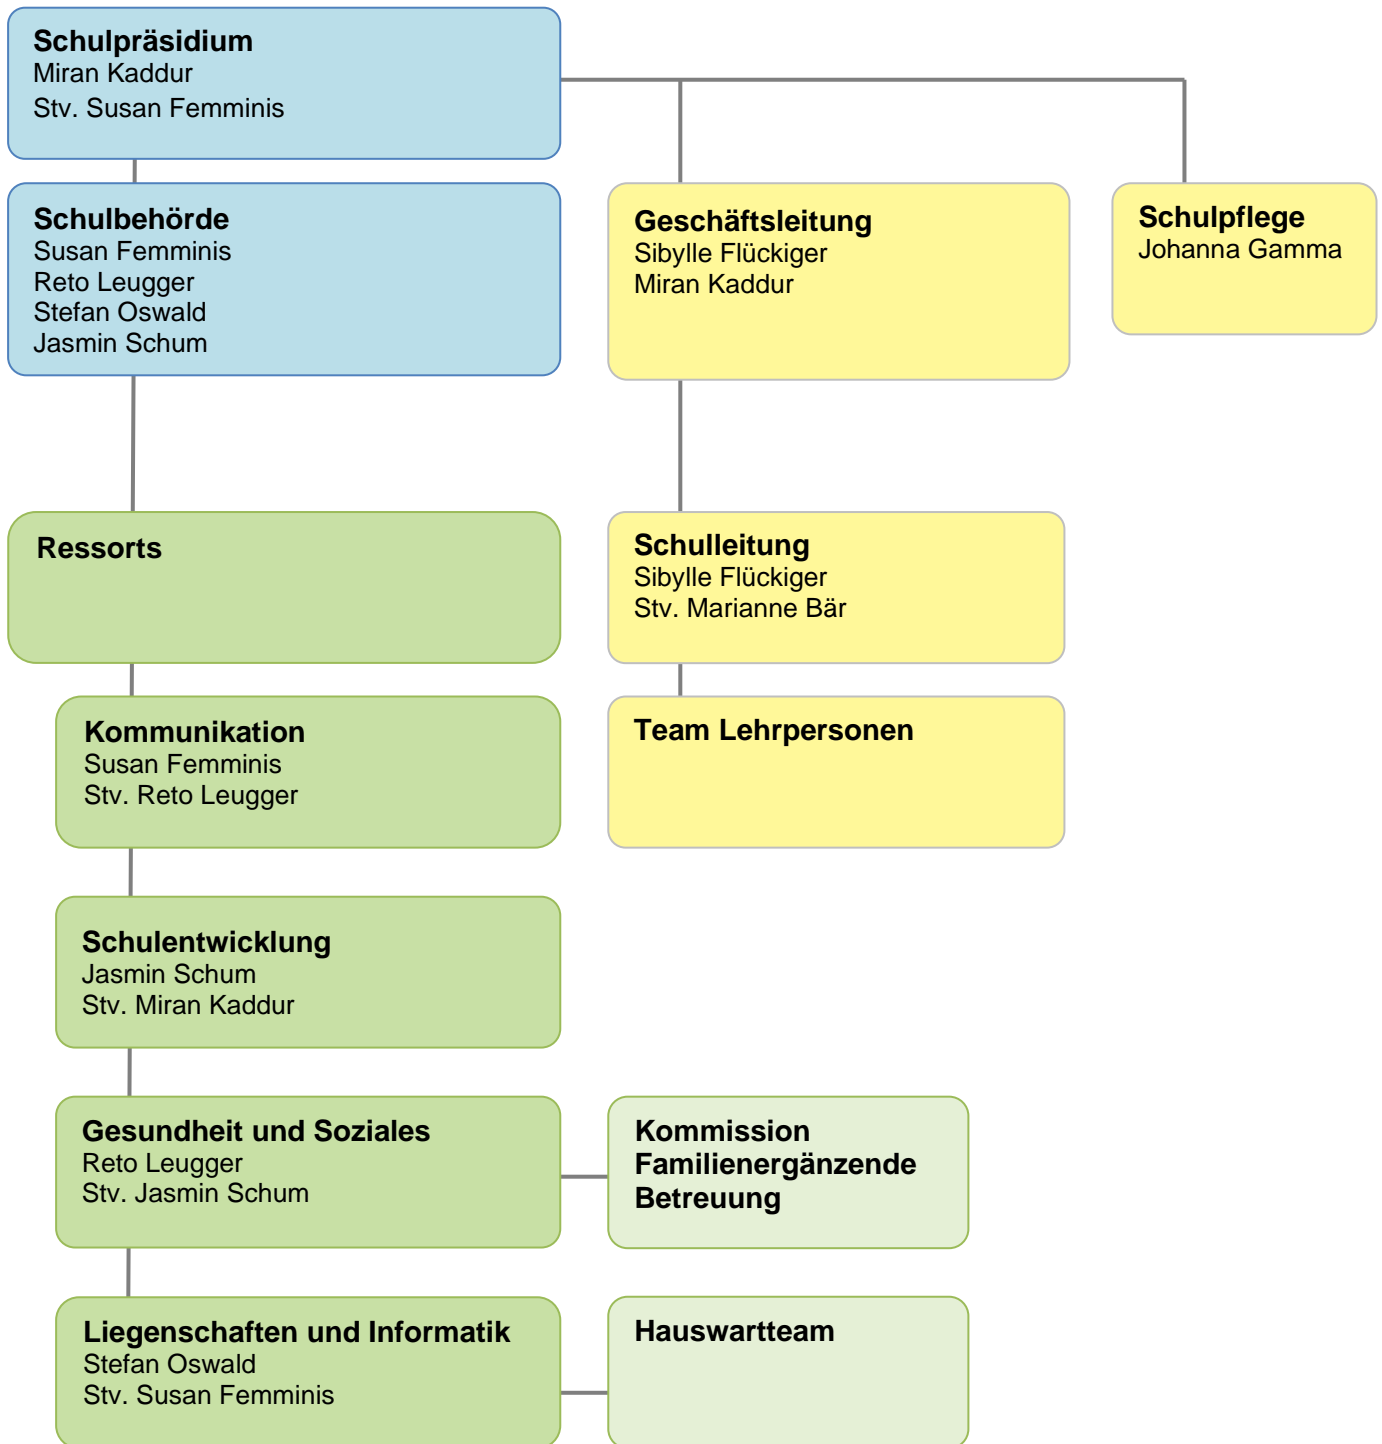 Schulpräsidium
Miran Kaddur
Stv. Susan Femminis
Schulbehörde
Susan Femminis
Reto Leugger
Stefan Oswald
Jasmin Schum
Geschäftsleitung
Sibylle Flückiger
Miran Kaddur
Schulpflege
Johanna Gamma
Ressorts
Schulleitung
Sibylle Flückiger
Stv. Marianne Bär
Kommunikation
Susan Femminis
Stv. Reto Leugger
Team Lehrpersonen
Schulentwicklung
Jasmin Schum
Stv. Miran Kaddur
Gesundheit und Soziales
Reto Leugger
Stv. Jasmin Schum
Kommission
Familienergänzende
Betreuung
Liegenschaften und Informatik
Stefan Oswald
Stv. Susan Femminis
Hauswartteam